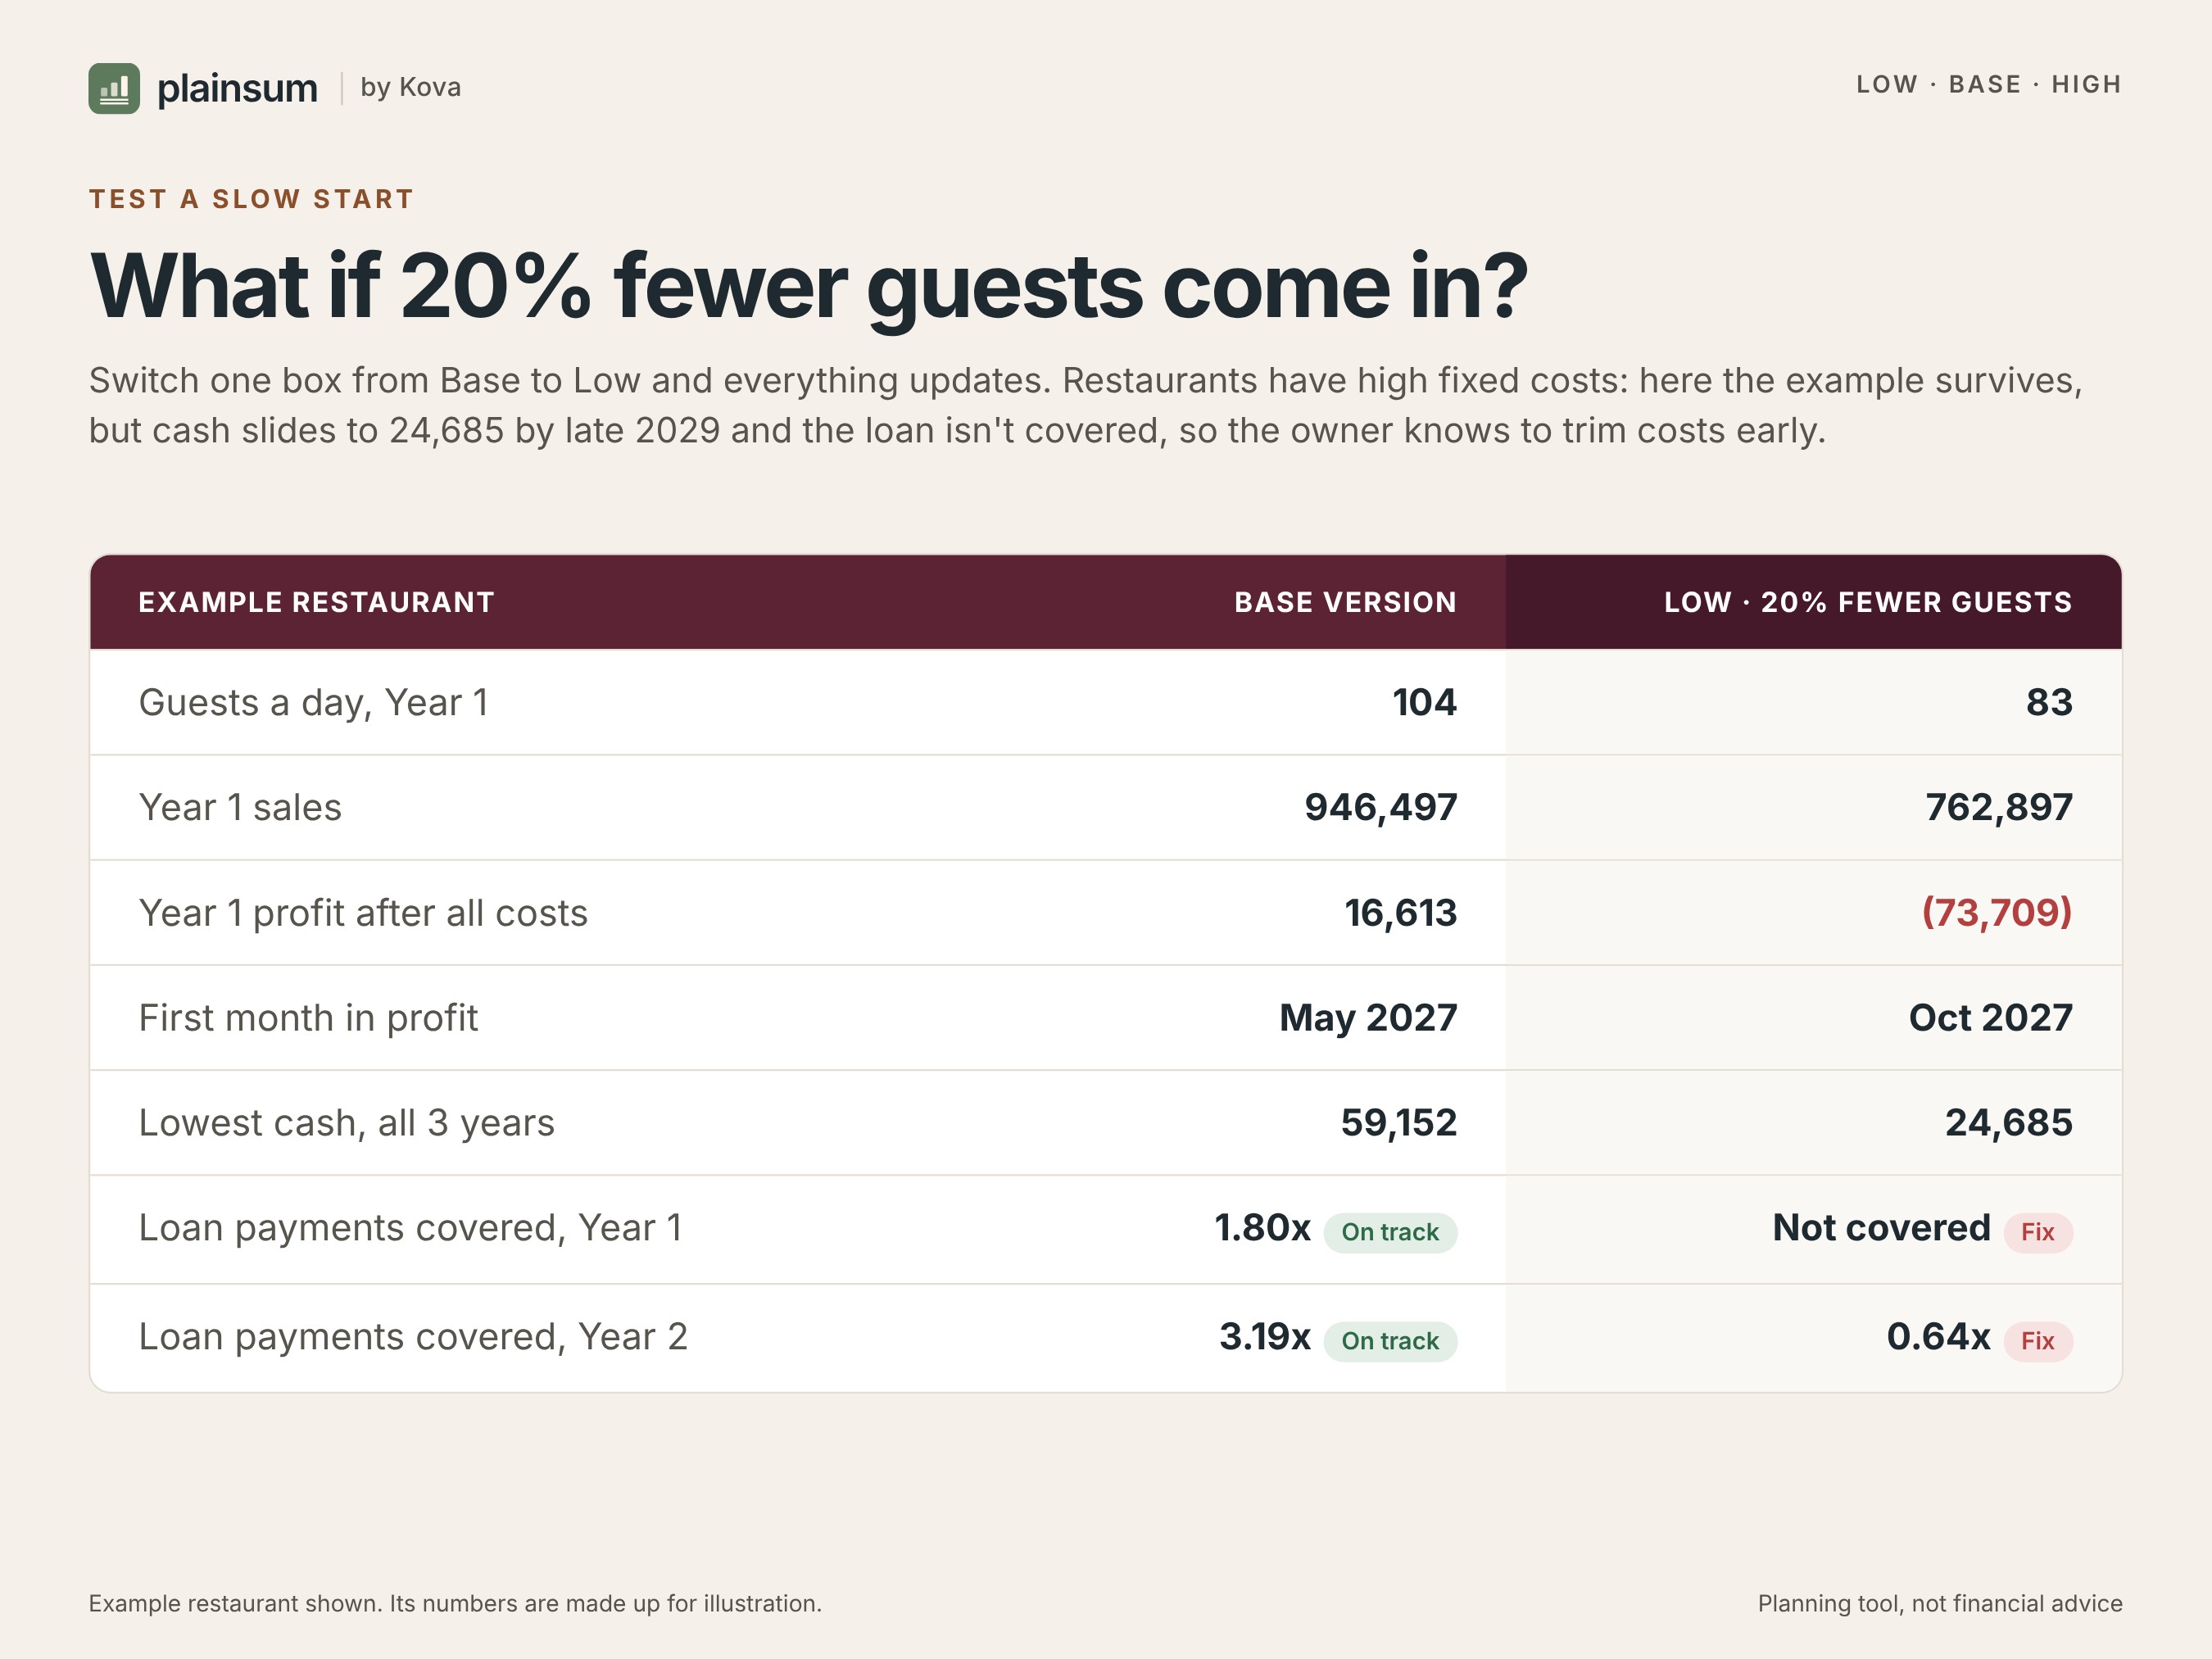 plainsum | by Kova
LOW · BASE · HIGH
TEST A SLOW START
What if 20% fewer guests come in?
Switch one box from Base to Low and everything updates. Restaurants have high fixed costs: here the example survives,
but cash slides to 24,685 by late 2029 and the loan isn't covered, so the owner knows to trim costs early.
EXAMPLE RESTAURANT BASE VERSION LOW · 20% FEWER GUESTS
Guests a day, Year 1 104 83
Year 1 sales 946,497 762,897
Year 1 profit after all costs 16,613 (73,709)
First month in profit May 2027 Oct 2027
Lowest cash, all 3 years 59,152 24,685
Loan payments covered, Year 1 1.80x On track Not covered Fix
Loan payments covered, Year 2 3.19x On track 0.64x Fix
Example restaurant shown. Its numbers are made up for illustration.
Planning tool, not financial advice